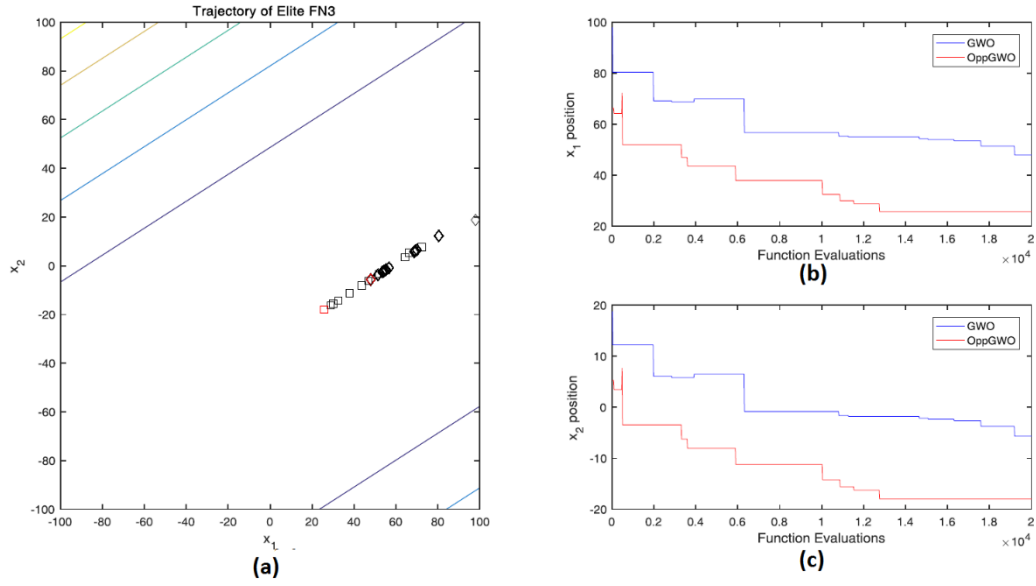 Trajectory of Elite FN3
100
80
60
40
20
0
-20
-40
-60
-80
-100
x2
-100 -80 -60 -40 -20 0 20 40 60 80 100
x1
(a)
100
80
60
40
20
x1 position
GWO
OppGWO
0 0.2 0.4 0.6 0.8 1 1.2 1.4 1.6 1.8 2
Function Evaluations
×10^4
(b)
20
10
0
-10
-20
x2 position
GWO
OppGWO
0 0.2 0.4 0.6 0.8 1 1.2 1.4 1.6 1.8 2
Function Evaluations
×10^4
(c)